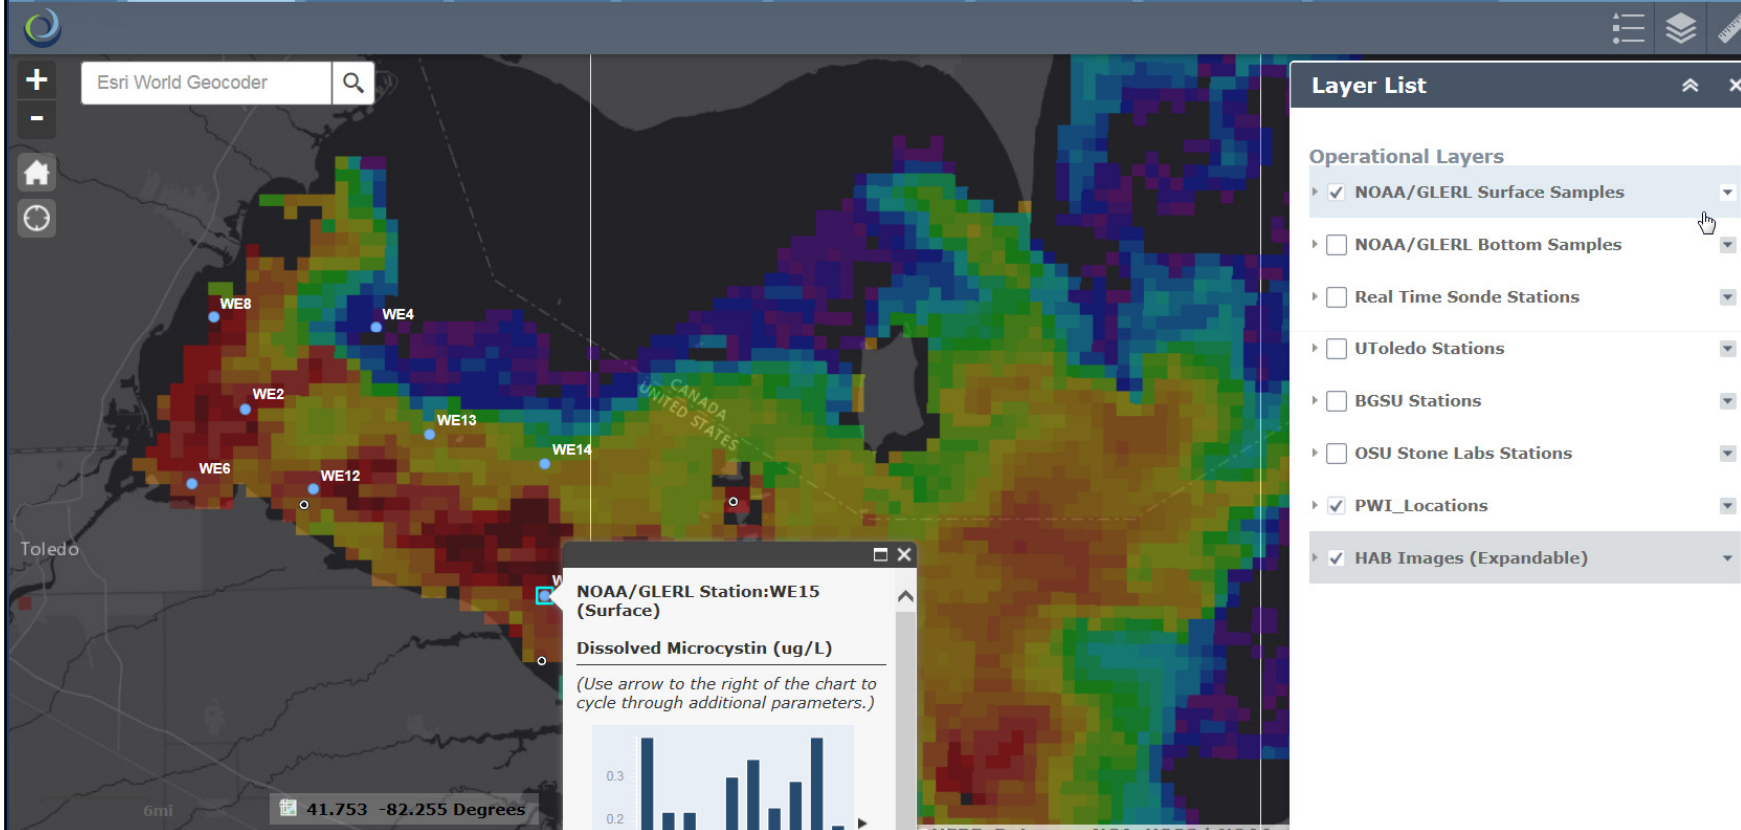 Esri World Geocoder
Layer List
Operational Layers
NOAA/GLERL Surface Samples
NOAA/GLERL Bottom Samples
Real Time Sonde Stations
UToledo Stations
BGSU Stations
OSU Stone Labs Stations
PWI_Locations
HAB Images (Expandable)
WE8
WE4
WE2
WE13
WE14
WE6
WE12
CANADA
UNITED STATES
Toledo
NOAA/GLERL Station:WE15
(Surface)
Dissolved Microcystin (ug/L)
(Use arrow to the right of the chart to
cycle through additional parameters.)
0.3
0.2
6mi
41.753 -82.255 Degrees